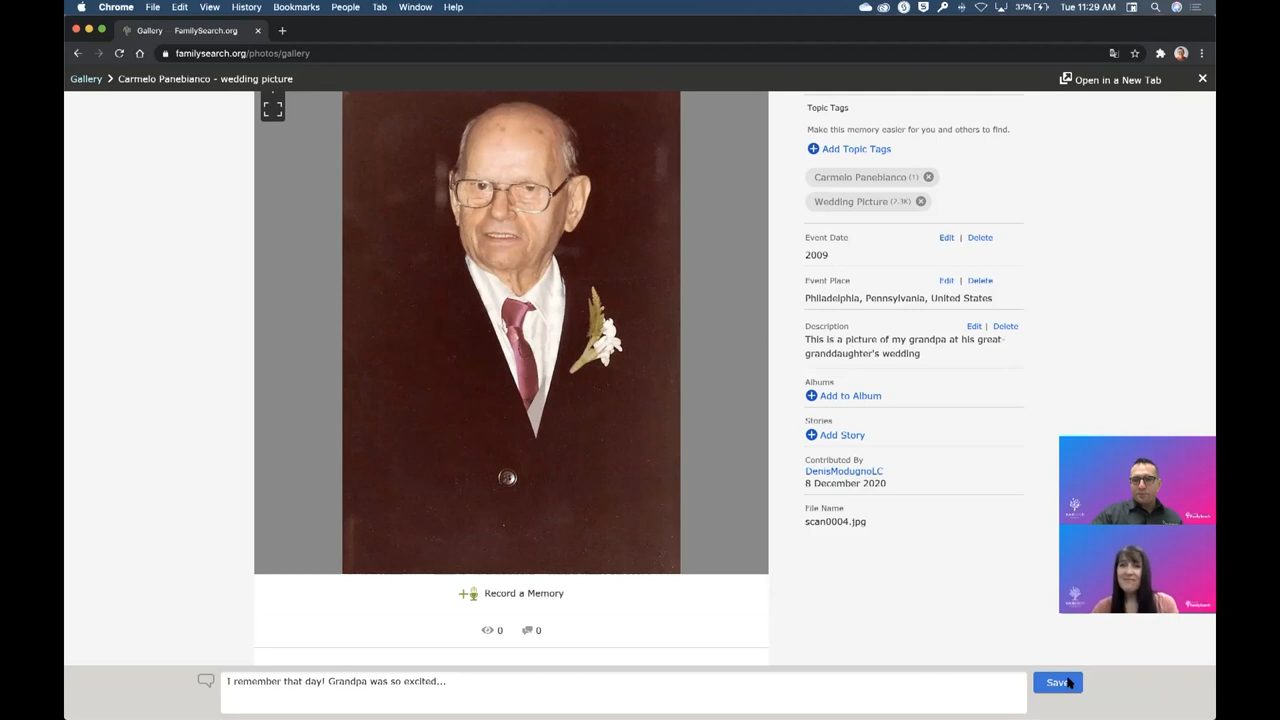 Chrome File Edit View History Bookmarks People Tab Window Help 32% Tue 11:29 AM
Gallery — FamilySearch.org
familysearch.org/photos/gallery
Gallery > Carmelo Panebianco - wedding picture Open in a New Tab
Topic Tags
Make this memory easier for you and others to find.
Add Topic Tags
Carmelo Panebianco (1)
Wedding Picture (2.3K)
Event Date Edit | Delete
2009
Event Place Edit | Delete
Philadelphia, Pennsylvania, United States
Description Edit | Delete
This is a picture of my grandpa at his great-
granddaughter's wedding
Albums
Add to Album
Stories
Add Story
Contributed By
DenisModugnoLC
8 December 2020
File Name
scan0004.jpg
Record a Memory
0 0
I remember that day! Grandpa was so excited...
Save